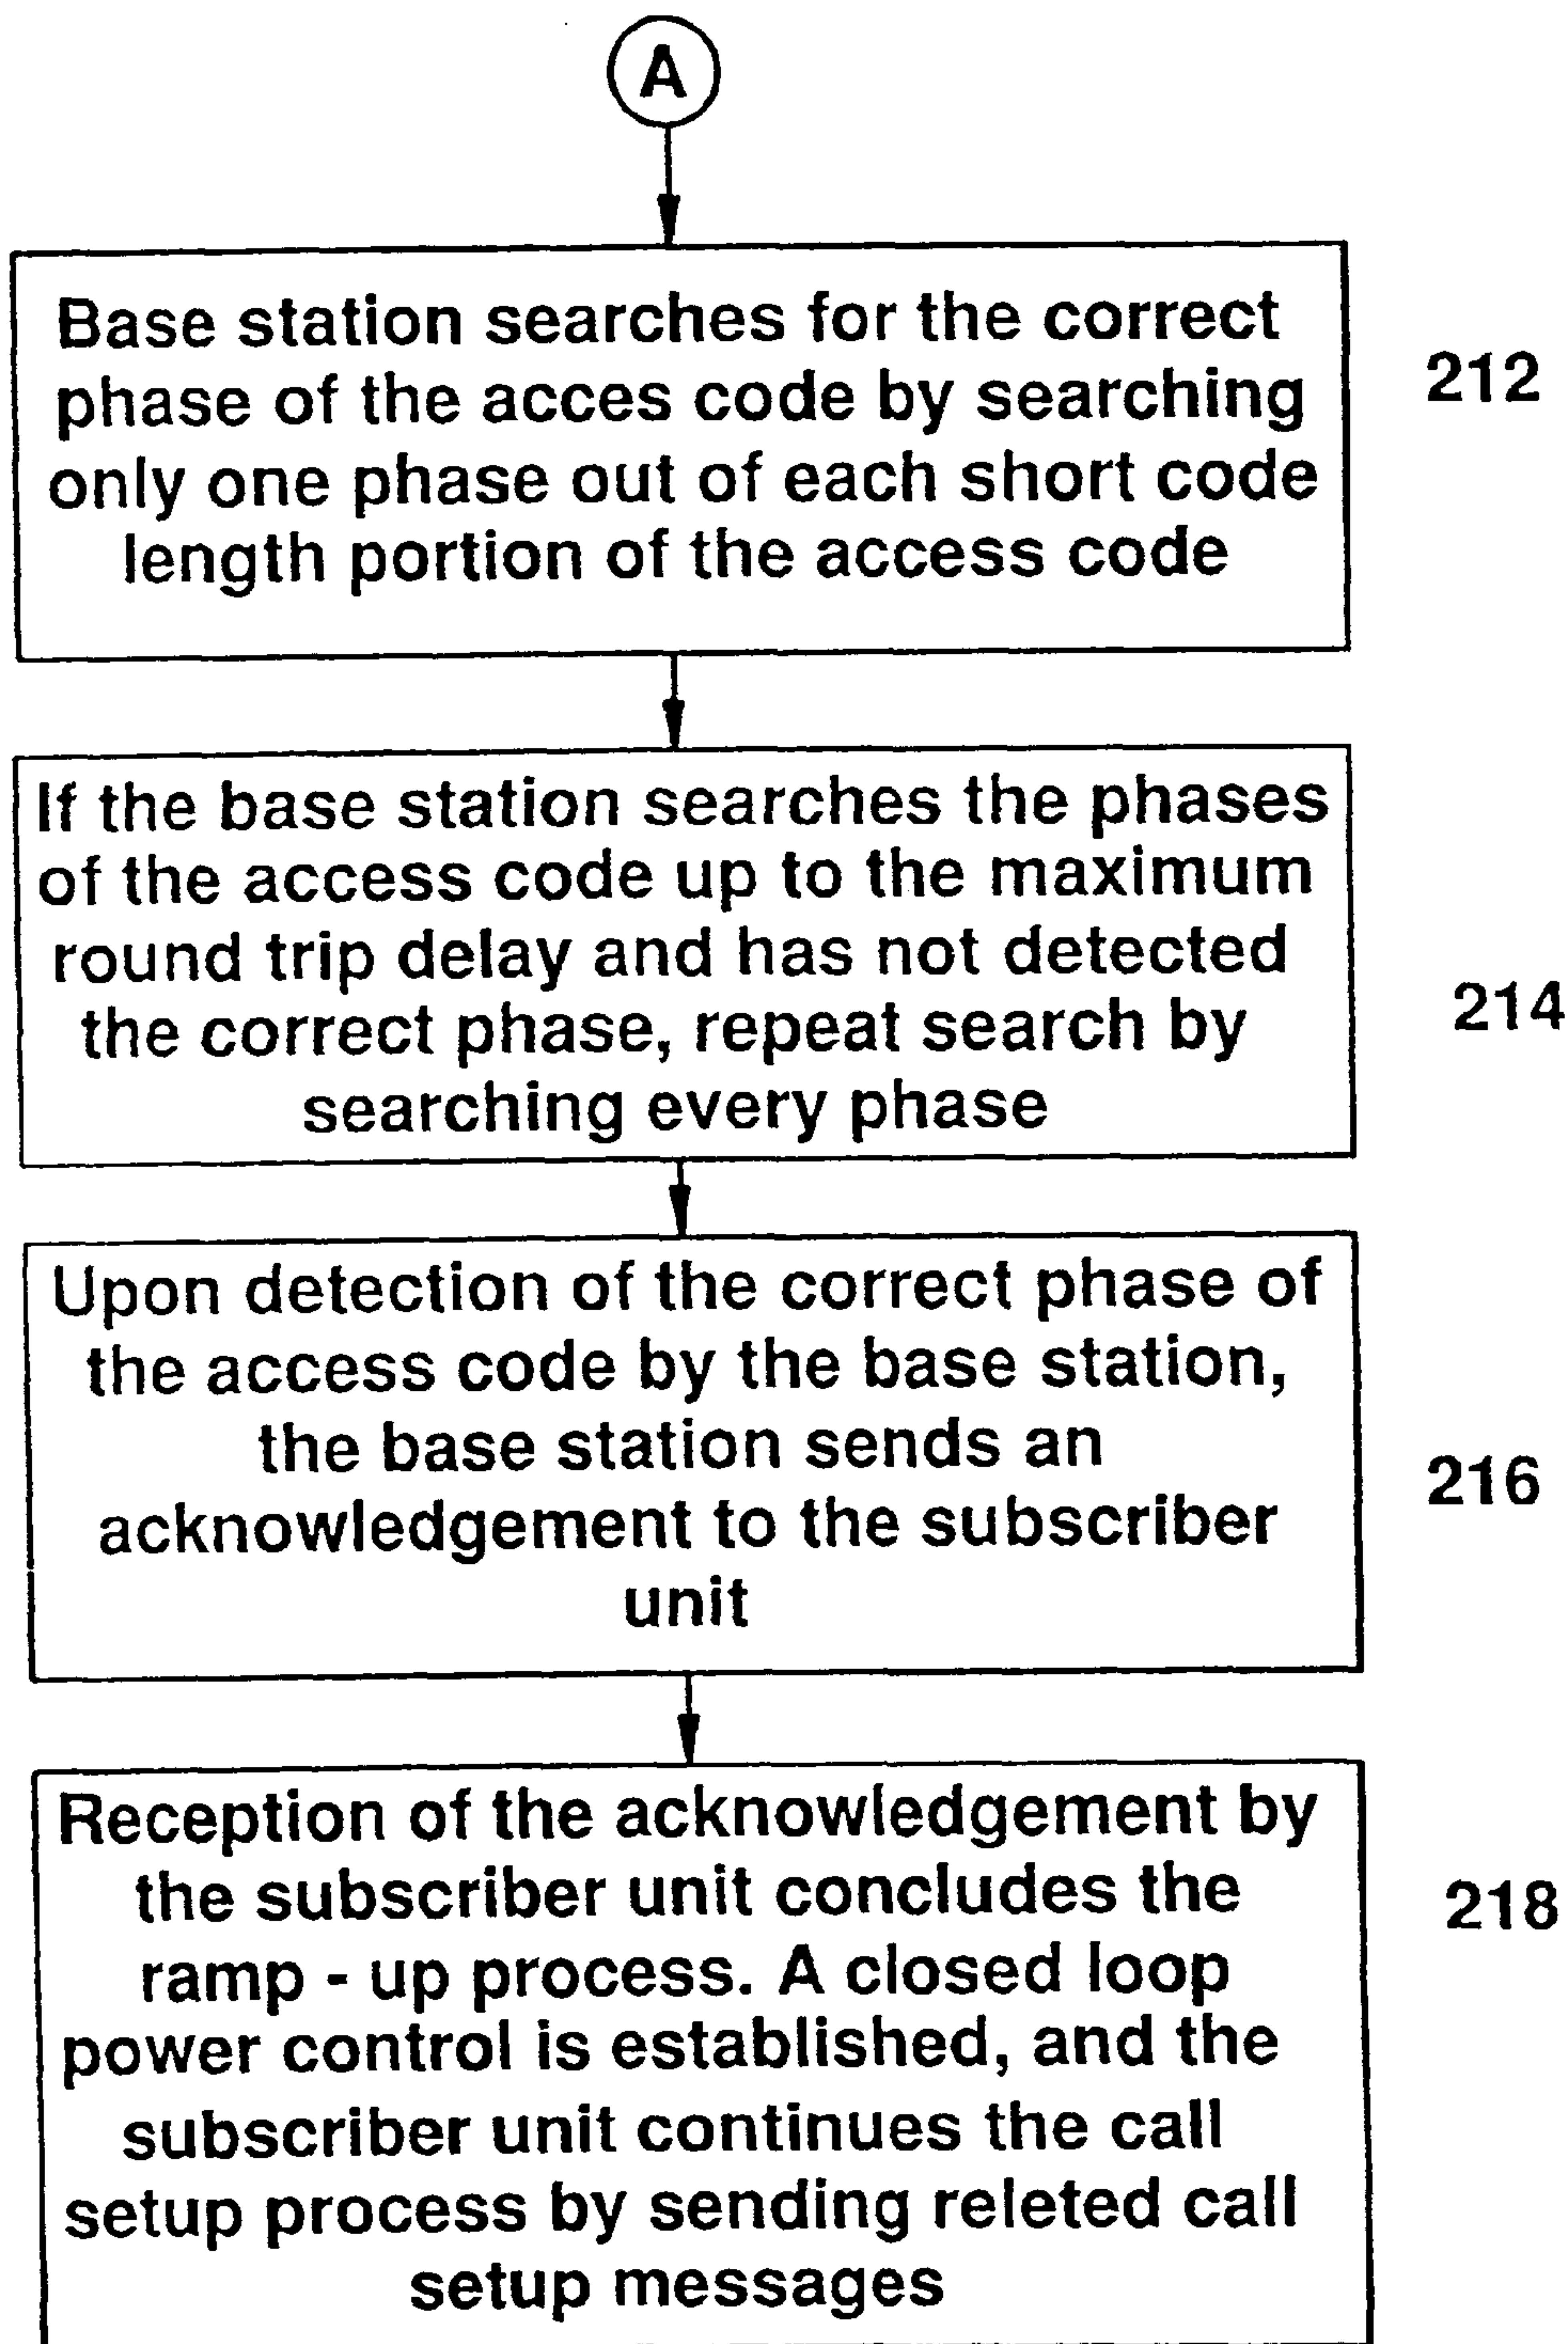 A
Base station searches for the correct
phase of the acces code by searching
only one phase out of each short code
length portion of the access code
212
If the base station searches the phases
of the access code up to the maximum
round trip delay and has not detected
the correct phase, repeat search by
searching every phase
214
Upon detection of the correct phase of
the access code by the base station,
the base station sends an
acknowledgement to the subscriber
unit
216
Reception of the acknowledgement by
the subscriber unit concludes the
ramp - up process. A closed loop
power control is established, and the
subscriber unit continues the call
setup process by sending releted call
setup messages
218